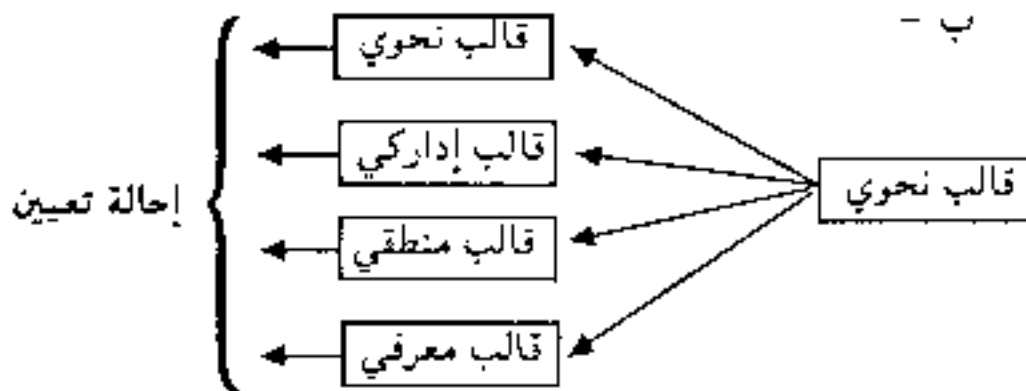 ب –
قالب نحوي
قالب نحوي
قالب إداركي
قالب منطقي
قالب معرفي
إحالة تعيين